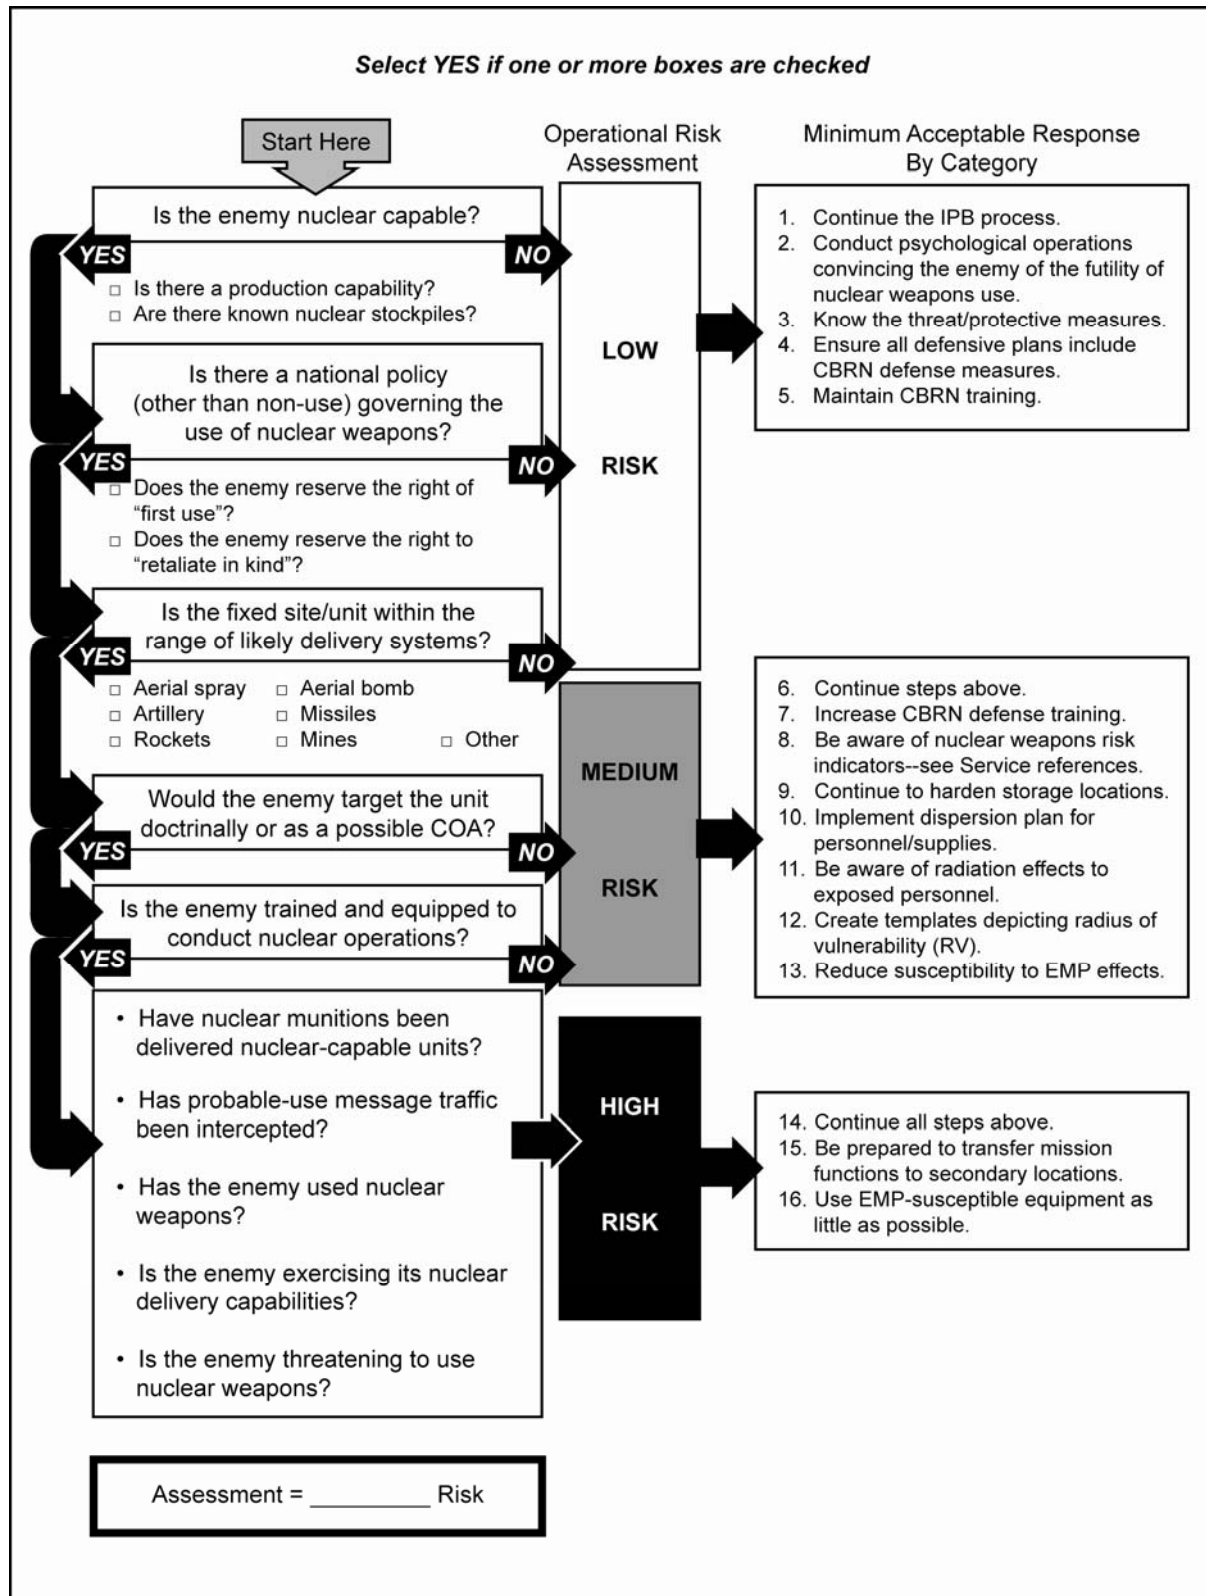 Select YES if one or more boxes are checked
Start Here
Operational Risk
Assessment
Minimum Acceptable Response
By Category
Is the enemy nuclear capable?
YES
NO
□ Is there a production capability?
□ Are there known nuclear stockpiles?
Is there a national policy
(other than non-use) governing the
use of nuclear weapons?
YES
NO
□ Does the enemy reserve the right of
“first use”?
□ Does the enemy reserve the right to
“retaliate in kind”?
Is the fixed site/unit within the
range of likely delivery systems?
YES
NO
□ Aerial spray □ Aerial bomb
□ Artillery □ Missiles
□ Rockets □ Mines □ Other
Would the enemy target the unit
doctrinally or as a possible COA?
YES
NO
Is the enemy trained and equipped to
conduct nuclear operations?
YES
NO
• Have nuclear munitions been
delivered nuclear-capable units?
• Has probable-use message traffic
been intercepted?
• Has the enemy used nuclear
weapons?
• Is the enemy exercising its nuclear
delivery capabilities?
• Is the enemy threatening to use
nuclear weapons?
LOW
RISK
MEDIUM
RISK
HIGH
RISK
1. Continue the IPB process.
2. Conduct psychological operations
convincing the enemy of the futility of
nuclear weapons use.
3. Know the threat/protective measures.
4. Ensure all defensive plans include
CBRN defense measures.
5. Maintain CBRN training.
6. Continue steps above.
7. Increase CBRN defense training.
8. Be aware of nuclear weapons risk
indicators--see Service references.
9. Continue to harden storage locations.
10. Implement dispersion plan for
personnel/supplies.
11. Be aware of radiation effects to
exposed personnel.
12. Create templates depicting radius of
vulnerability (RV).
13. Reduce susceptibility to EMP effects.
14. Continue all steps above.
15. Be prepared to transfer mission
functions to secondary locations.
16. Use EMP-susceptible equipment as
little as possible.
Assessment = _________ Risk